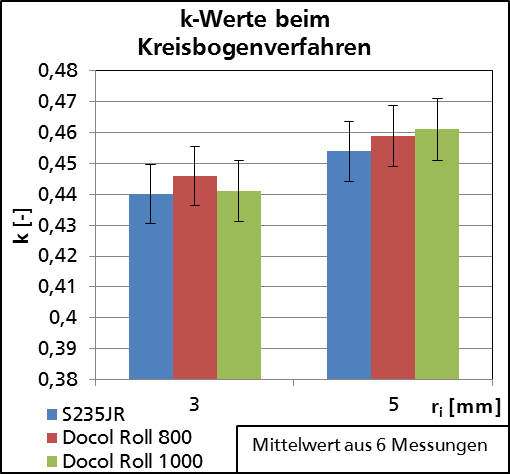 k-Werte beim
Kreisbogenverfahren
0,48
0,47
0,46
0,45
0,44
0,43
0,42
0,41
0,4
0,39
0,38
k [-]
3 5 ri [mm]
S235JR
Docol Roll 800
Docol Roll 1000
Mittelwert aus 6 Messungen